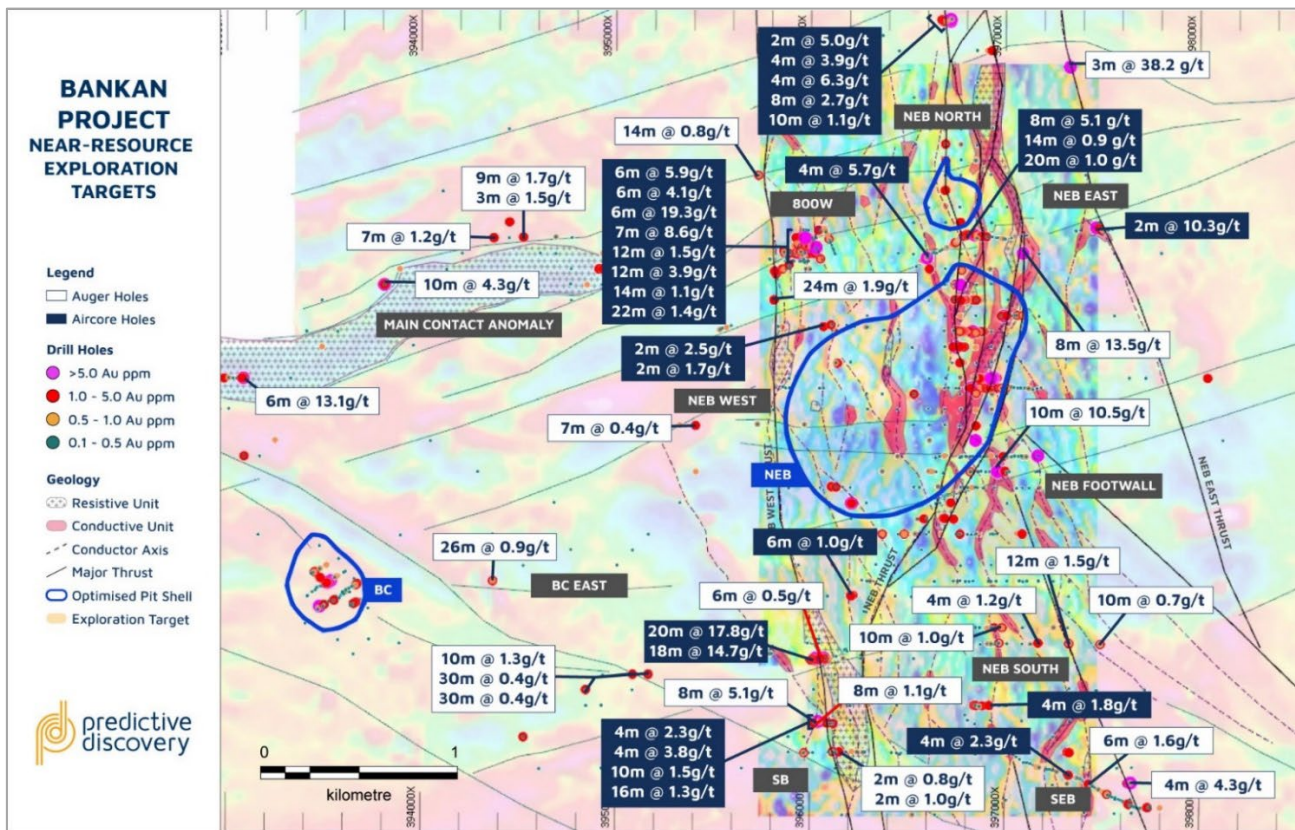 BANKAN
PROJECT
NEAR-RESOURCE
EXPLORATION
TARGETS
Legend
Auger Holes
Aircore Holes
Drill Holes
>5.0 Au ppm
1.0 - 5.0 Au ppm
0.5 - 1.0 Au ppm
0.1 - 0.5 Au ppm
Geology
Resistive Unit
Conductive Unit
Conductor Axis
Major Thrust
Optimised Pit Shell
Exploration Target
predictive
discovery
0 1
kilometre
394000X
395000X
397000X
2m @ 5.0g/t
4m @ 3.9g/t
4m @ 6.3g/t
8m @ 2.7g/t
10m @ 1.1g/t
3m @ 38.2 g/t
NEB NORTH
8m @ 5.1 g/t
14m @ 0.9 g/t
20m @ 1.0 g/t
14m @ 0.8g/t
4m @ 5.7g/t
9m @ 1.7g/t
3m @ 1.5g/t
6m @ 5.9g/t
6m @ 4.1g/t
6m @ 19.3g/t
7m @ 8.6g/t
12m @ 1.5g/t
12m @ 3.9g/t
14m @ 1.1g/t
22m @ 1.4g/t
800W
NEB EAST
7m @ 1.2g/t
2m @ 10.3g/t
10m @ 4.3g/t
24m @ 1.9g/t
MAIN CONTACT ANOMALY
8m @ 13.5g/t
2m @ 2.5g/t
2m @ 1.7g/t
6m @ 13.1g/t
NEB WEST
7m @ 0.4g/t
10m @ 10.5g/t
NEB
NEB FOOTWALL
NEB WEST THRUST
NEB EAST THRUST
NEB THRUST
6m @ 1.0g/t
26m @ 0.9g/t
12m @ 1.5g/t
BC
BC EAST
6m @ 0.5g/t
4m @ 1.2g/t
10m @ 0.7g/t
20m @ 17.8g/t
18m @ 14.7g/t
10m @ 1.0g/t
10m @ 1.3g/t
30m @ 0.4g/t
30m @ 0.4g/t
NEB SOUTH
8m @ 5.1g/t
8m @ 1.1g/t
4m @ 1.8g/t
4m @ 2.3g/t
4m @ 3.8g/t
10m @ 1.5g/t
16m @ 1.3g/t
4m @ 2.3g/t
6m @ 1.6g/t
SB
2m @ 0.8g/t
2m @ 1.0g/t
SEB
4m @ 4.3g/t
394000X
396000X
397000X